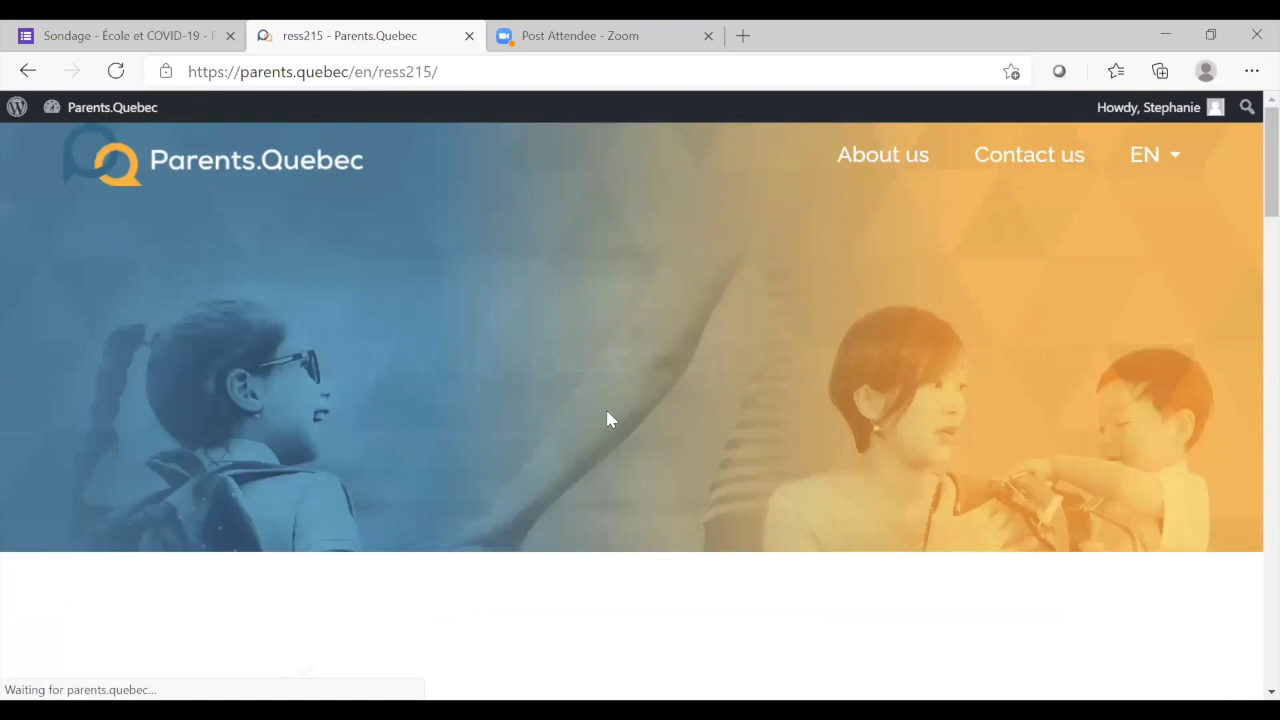 Sondage - École et COVID-19 -
ress215 - Parents.Quebec
Post Attendee - Zoom
https://parents.quebec/en/ress215/
Parents.Quebec
Howdy, Stephanie
Parents.Quebec
About us
Contact us
EN
Waiting for parents.quebec...